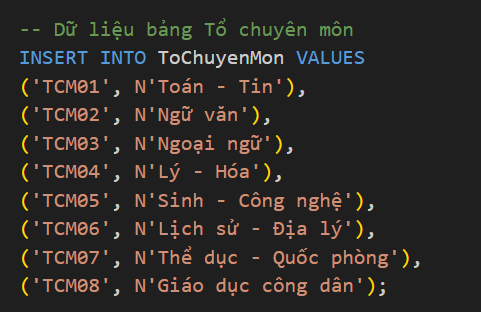 -- Dữ liệu bảng Tổ chuyên môn
INSERT INTO ToChuyenMon VALUES
('TCM01', N'Toán - Tin'),
('TCM02', N'Ngữ văn'),
('TCM03', N'Ngoại ngữ'),
('TCM04', N'Lý - Hóa'),
('TCM05', N'Sinh - Công nghệ'),
('TCM06', N'Lịch sử - Địa lý'),
('TCM07', N'Thể dục - Quốc phòng'),
('TCM08', N'Giáo dục công dân');